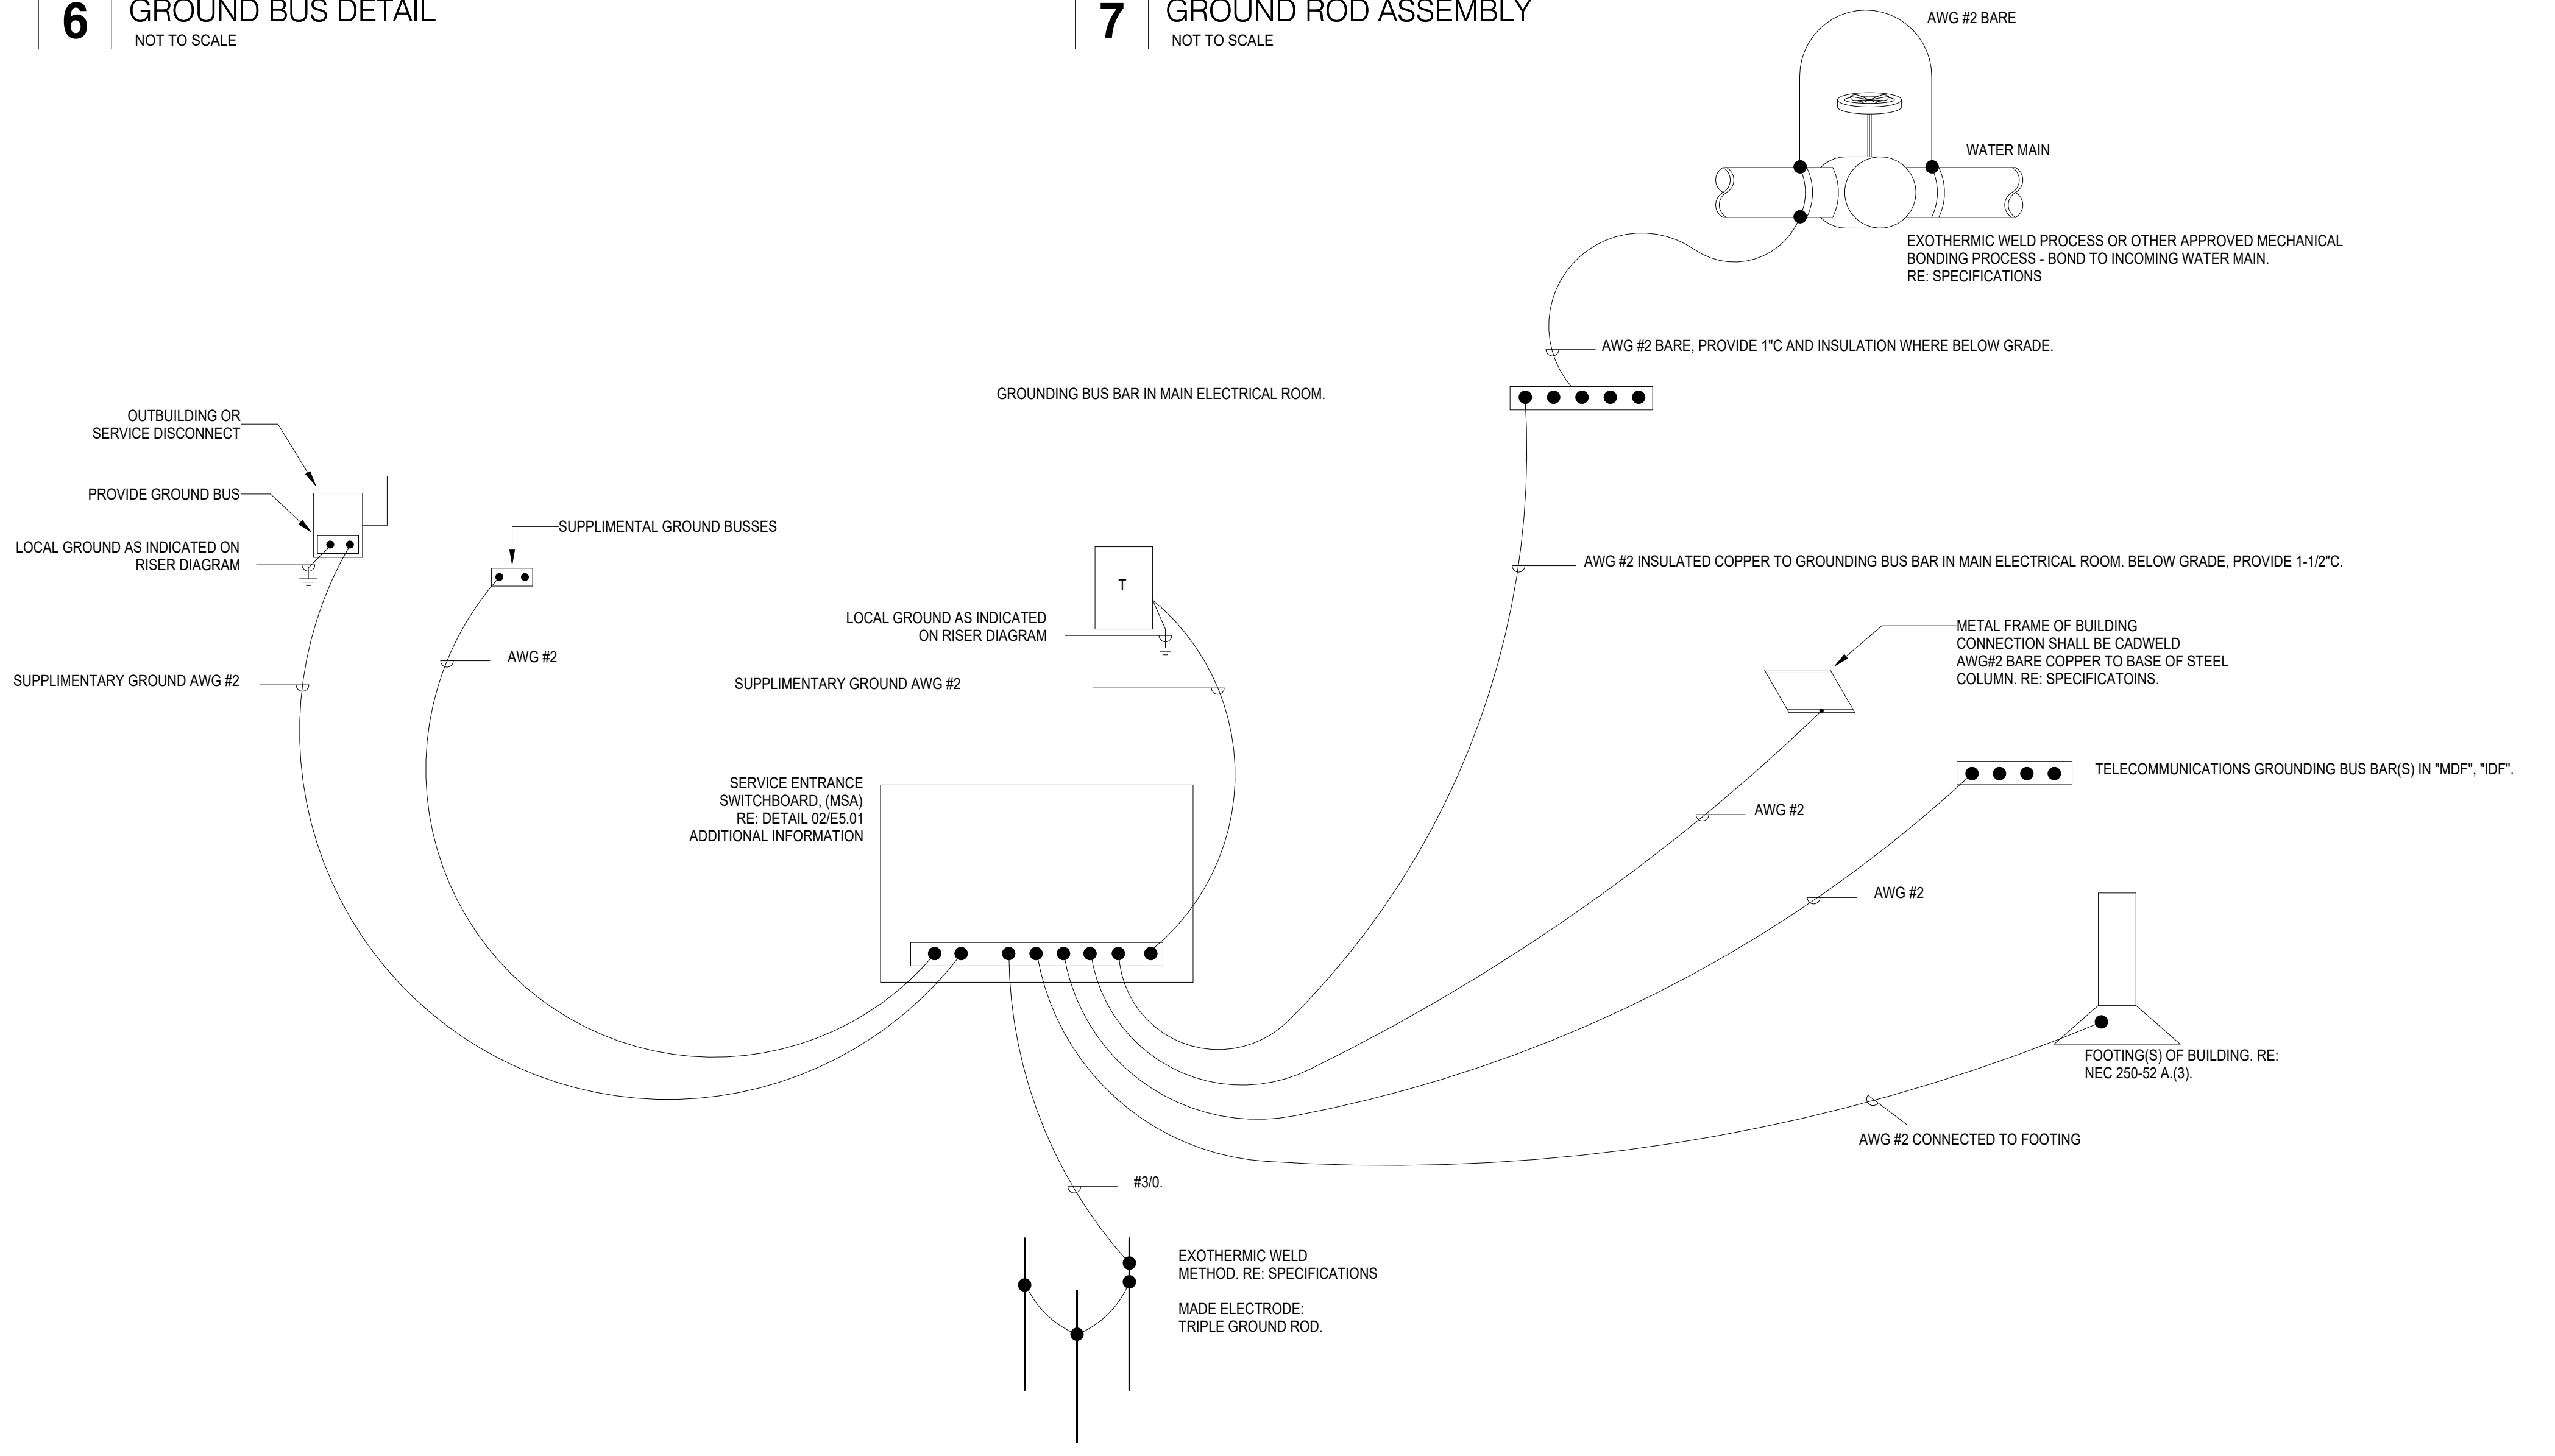 6
GROUND BUS DETAIL
NOT TO SCALE
7
GROUND ROD ASSEMBLY
NOT TO SCALE
AWG #2 BARE
WATER MAIN
EXOTHERMIC WELD PROCESS OR OTHER APPROVED MECHANICAL
BONDING PROCESS - BOND TO INCOMING WATER MAIN.
RE: SPECIFICATIONS
AWG #2 BARE, PROVIDE 1"C AND INSULATION WHERE BELOW GRADE.
GROUNDING BUS BAR IN MAIN ELECTRICAL ROOM.
OUTBUILDING OR
SERVICE DISCONNECT
PROVIDE GROUND BUS
LOCAL GROUND AS INDICATED ON
RISER DIAGRAM
SUPPLIMENTAL GROUND BUSSES
AWG #2
SUPPLIMENTARY GROUND AWG #2
T
LOCAL GROUND AS INDICATED
ON RISER DIAGRAM
SUPPLIMENTARY GROUND AWG #2
AWG #2 INSULATED COPPER TO GROUNDING BUS BAR IN MAIN ELECTRICAL ROOM. BELOW GRADE, PROVIDE 1-1/2"C.
METAL FRAME OF BUILDING
CONNECTION SHALL BE CADWELD
AWG#2 BARE COPPER TO BASE OF STEEL
COLUMN. RE: SPECIFICATOINS.
SERVICE ENTRANCE
SWITCHBOARD, (MSA)
RE: DETAIL 02/E5.01
ADDITIONAL INFORMATION
TELECOMMUNICATIONS GROUNDING BUS BAR(S) IN "MDF", "IDF".
AWG #2
AWG #2
FOOTING(S) OF BUILDING. RE:
NEC 250-52 A.(3).
AWG #2 CONNECTED TO FOOTING
#3/0.
EXOTHERMIC WELD
METHOD. RE: SPECIFICATIONS
MADE ELECTRODE:
TRIPLE GROUND ROD.